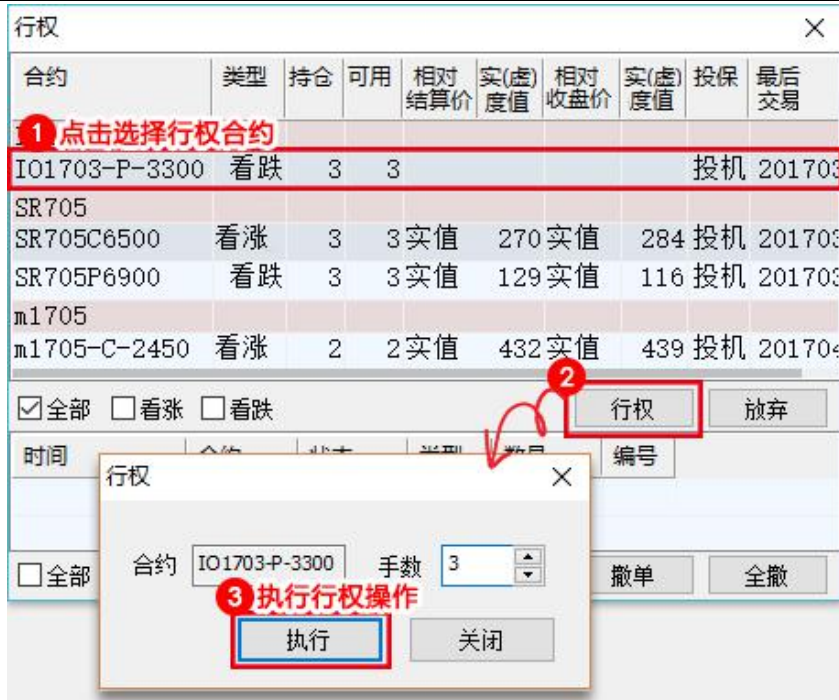 行权
合约 类型 持仓 可用 相对结算价 实(虚)度值 相对收盘价 实(虚)度值 投保 最后交易
1 点击选择行权合约
IO1703-P-3300 看跌 3 3 投机 201703
SR705
SR705C6500 看涨 3 3 实值 270 实值 284 投机 201703
SR705P6900 看跌 3 3 实值 129 实值 116 投机 201703
m1705
m1705-C-2450 看涨 2 2 实值 432 实值 439 投机 201704
2
全部 看涨 看跌 行权 放弃
时间 编号
行权
合约 IO1703-P-3300 手数 3
全部 撤单 全撤
3 执行行权操作
执行 关闭